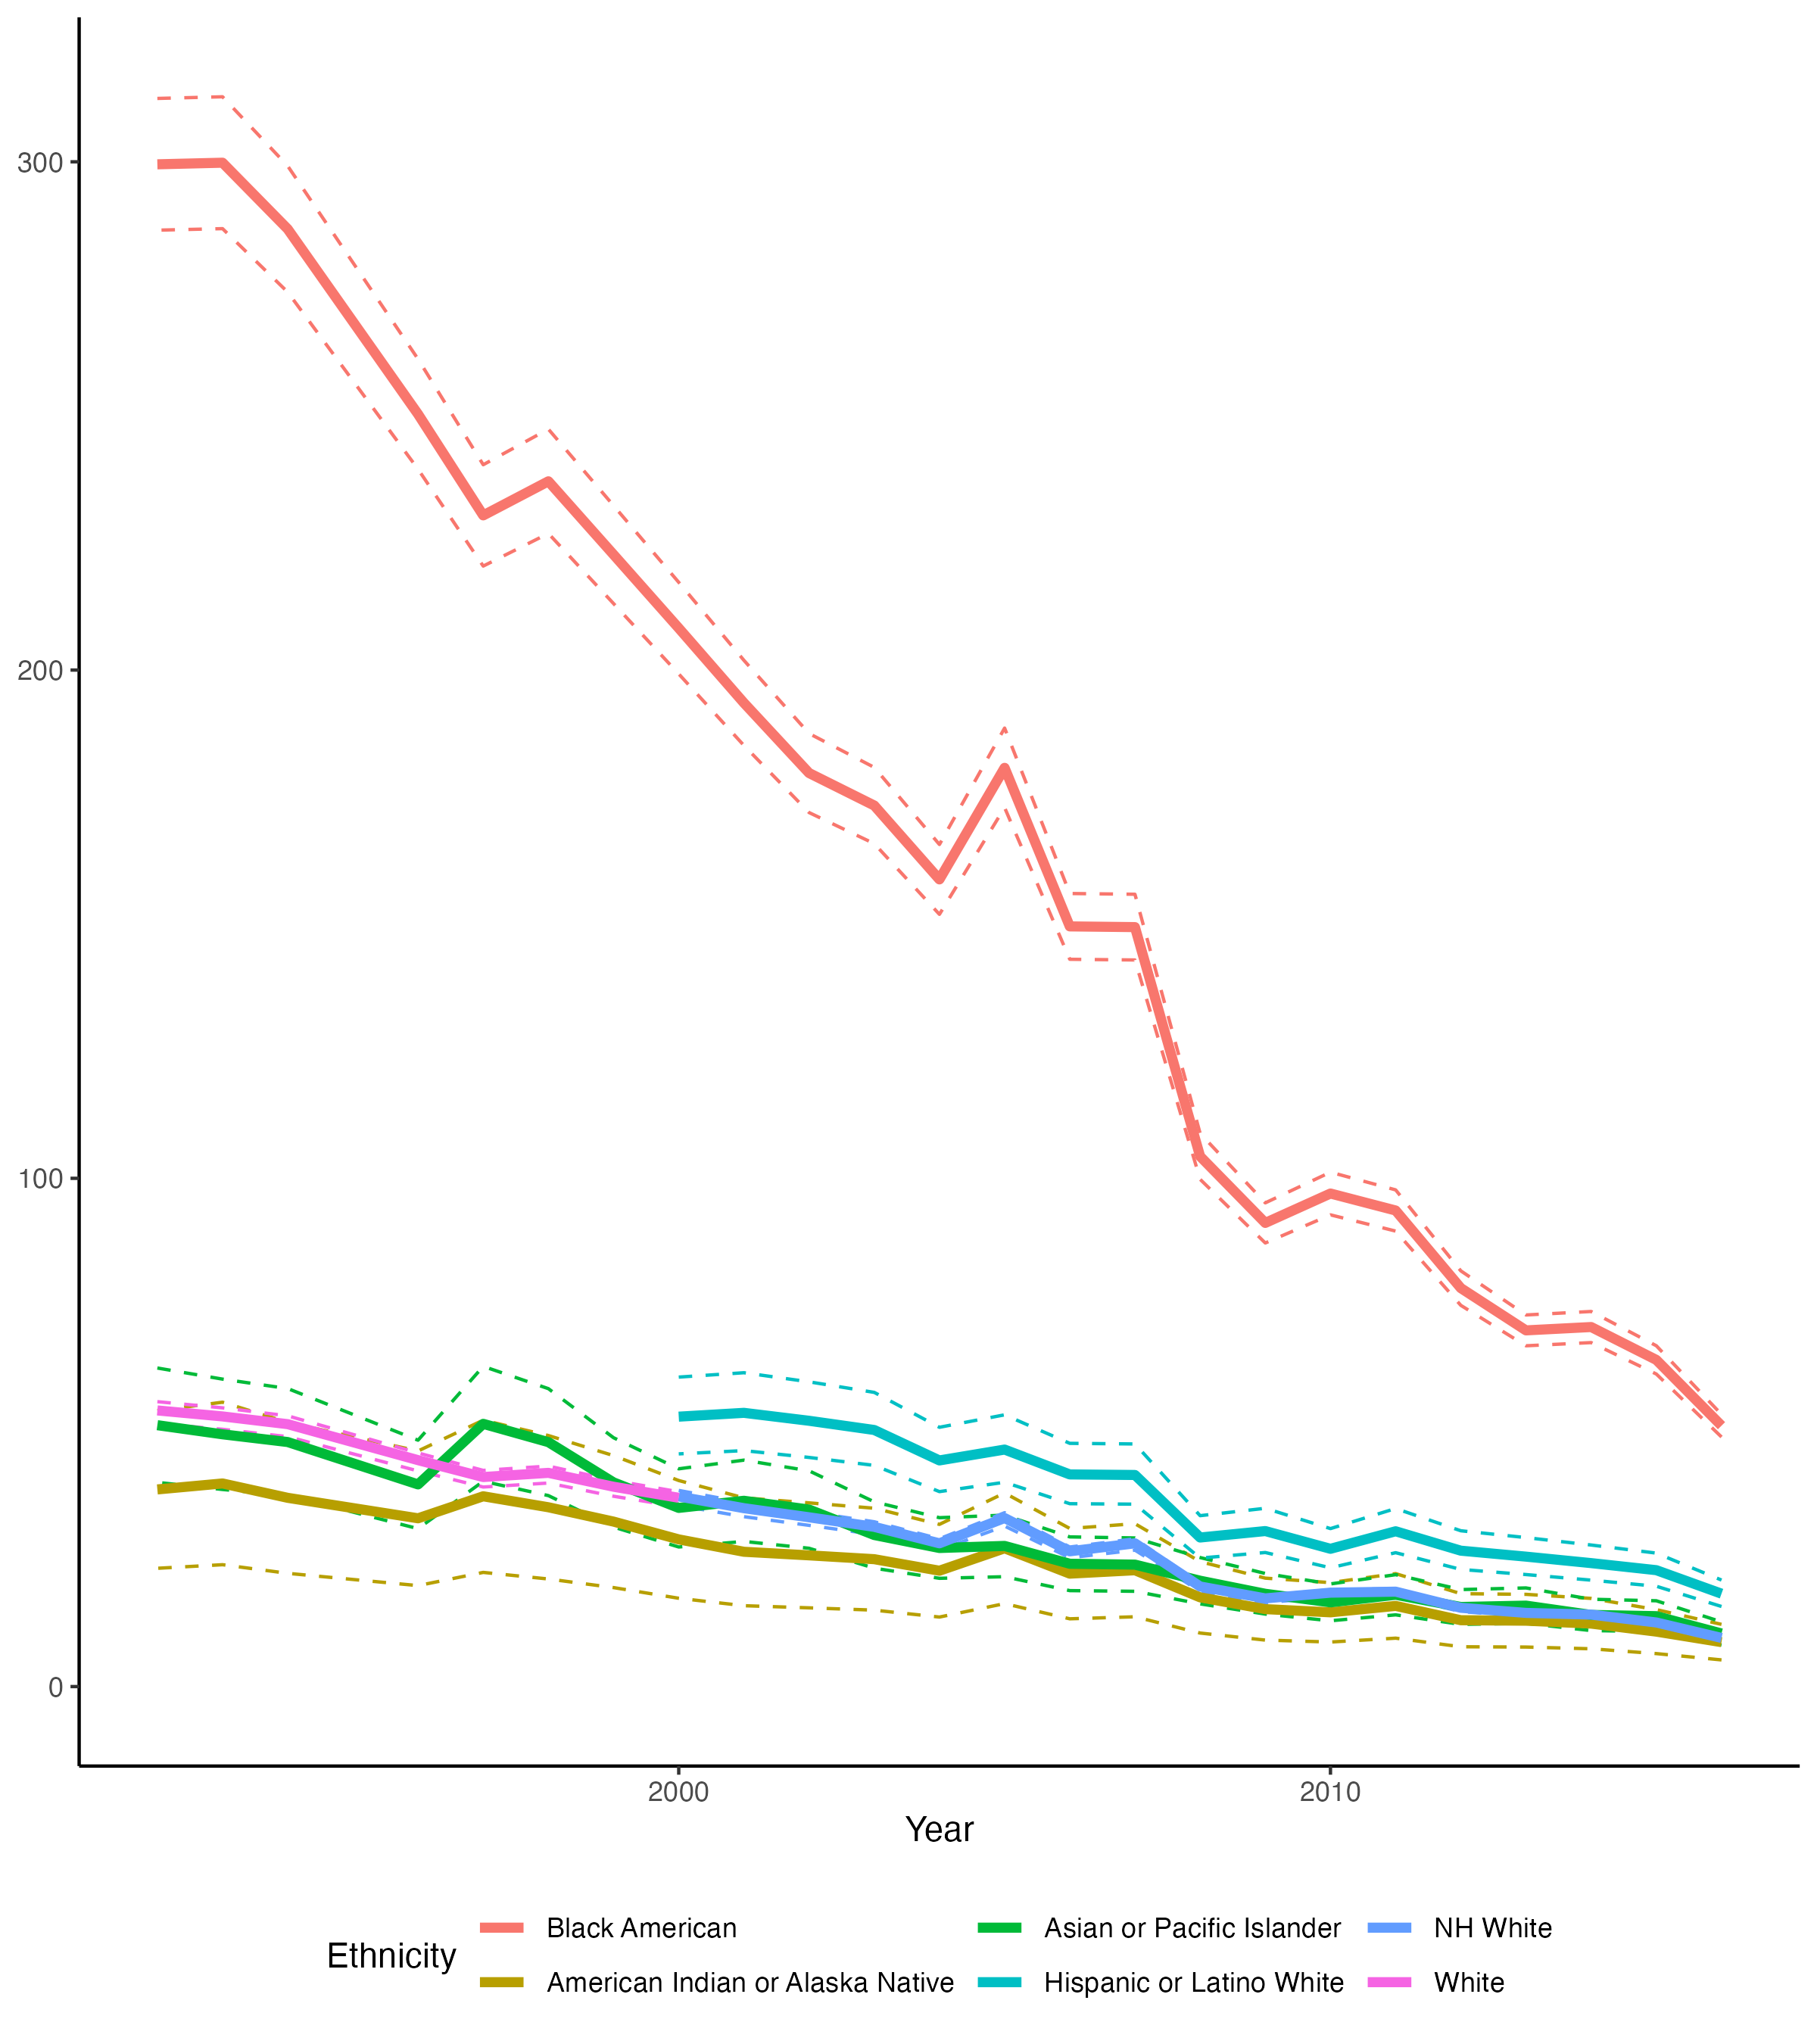 300
200
100
0
2000 2010
Year
Ethnicity
Black American Asian or Pacific Islander NH White
American Indian or Alaska Native Hispanic or Latino White White